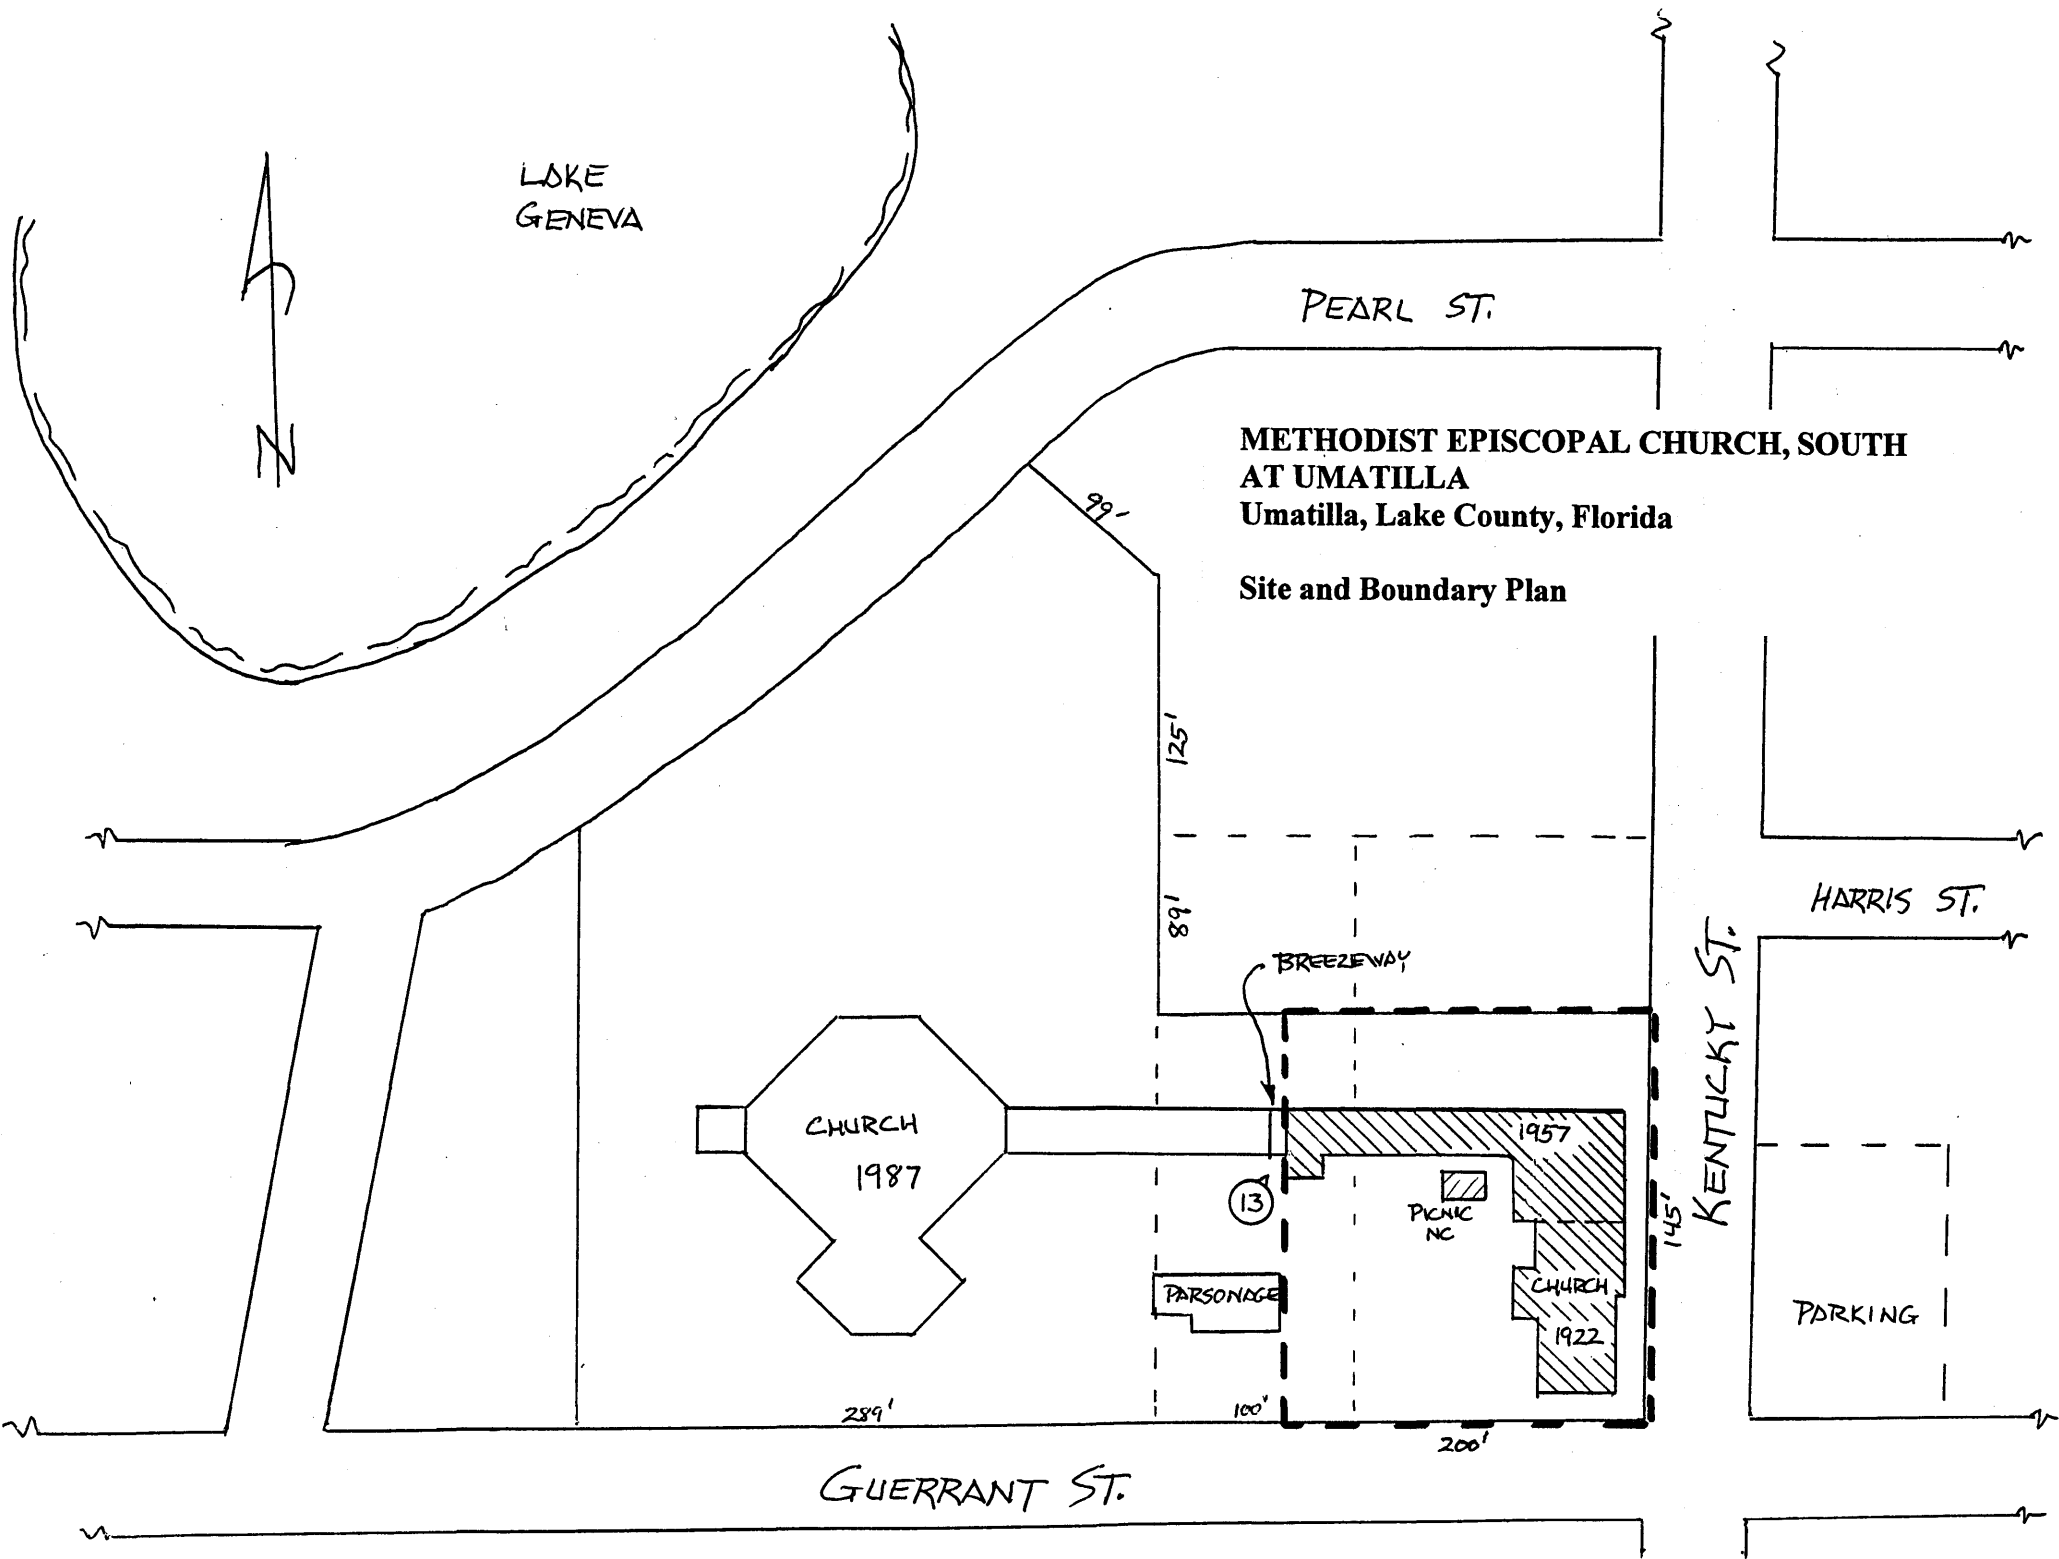 LAKE
GENEVA
N
PEARL ST.
METHODIST EPISCOPAL CHURCH, SOUTH
AT UMATILLA
Umatilla, Lake County, Florida
Site and Boundary Plan
99'
125'
89'
HARRIS ST.
KENTUCKY ST.
BREEZEWAY
CHURCH
1987
1957
13
PICNIC
NC
145'
PARSONAGE
CHURCH
1922
PARKING
289'
100'
200'
GUERRANT ST.